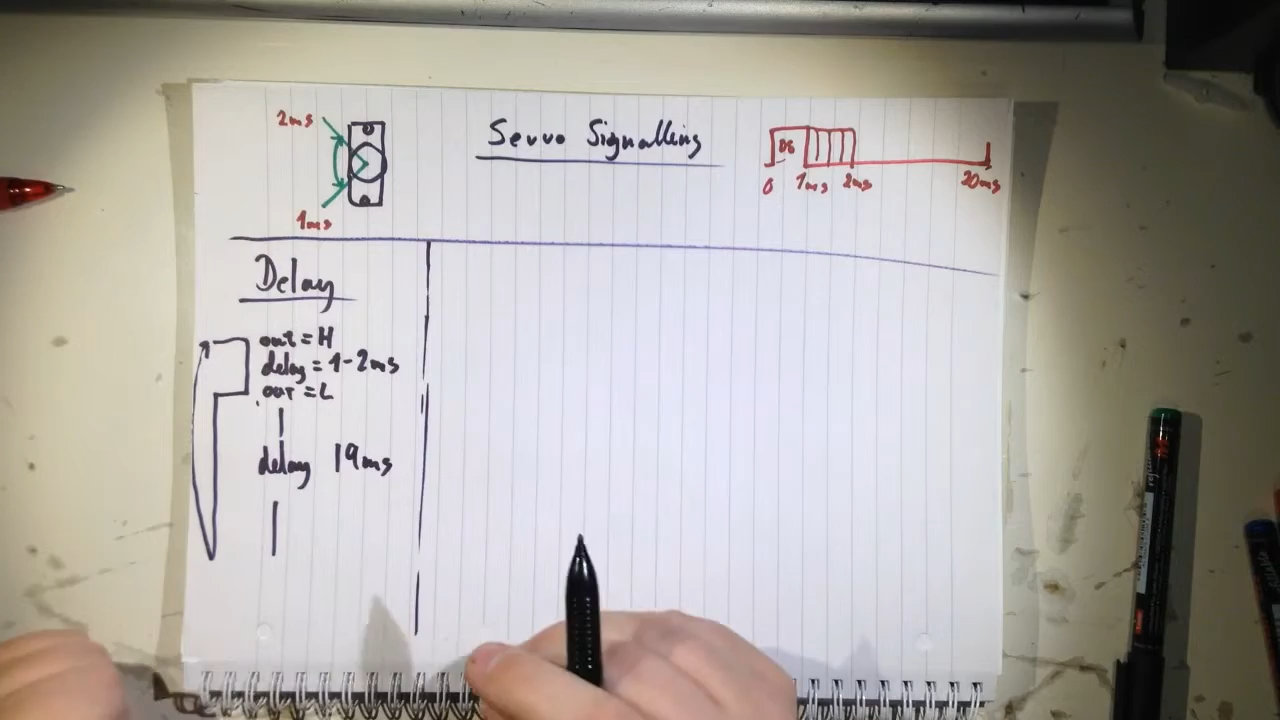 2ms
Servo Signalling
0 1ms 2ms 20ms
1ms
Delay
out = H
delay = 1-2ms
out = L
delay 19ms